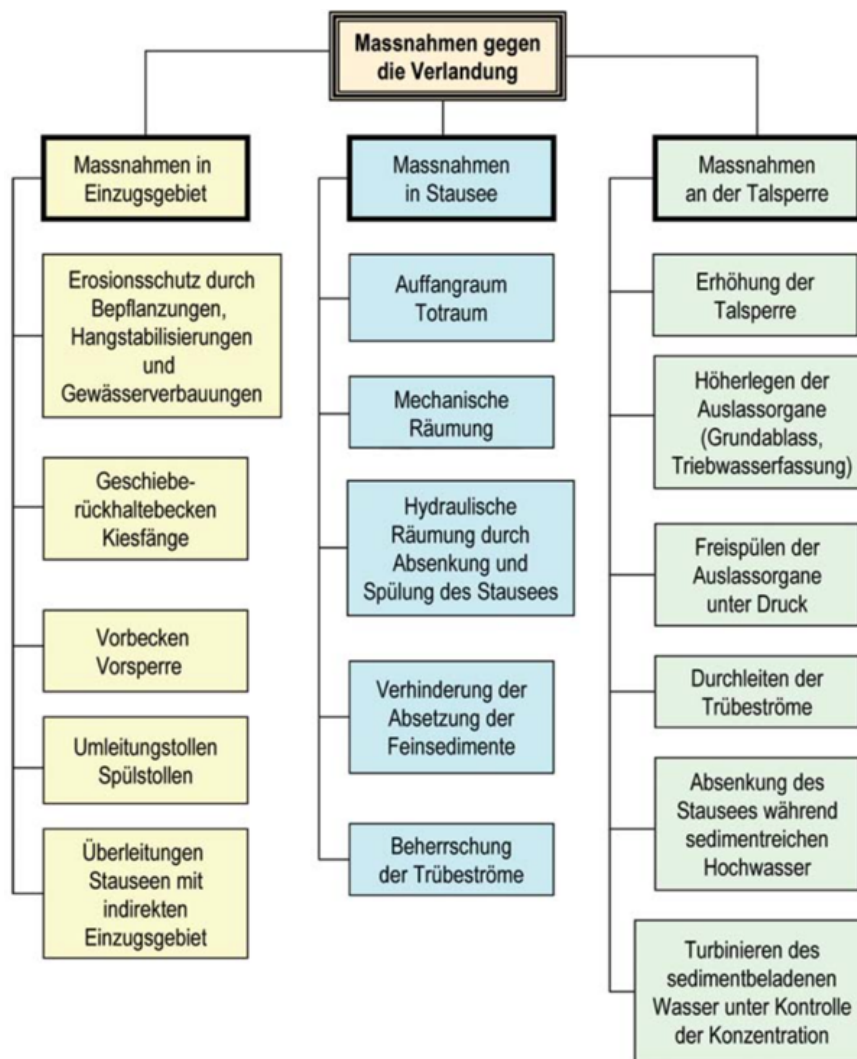 Massnahmen gegen
die Verlandung
Massnahmen in
Einzugsgebiet
Erosionsschutz durch
Bepflanzungen,
Hangstabilisierungen
und
Gewässerverbauungen
Geschiebe-
rückhaltebecken
Kiesfänge
Vorbecken
Vorsperre
Umleitungstollen
Spülstollen
Überleitungen
Stauseen mit
indirekten
Einzugsgebiet
Massnahmen
in Stausee
Auffangraum
Totraum
Mechanische
Räumung
Hydraulische
Räumung durch
Absenkung und
Spülung des Stausees
Verhinderung der
Absetzung der
Feinsedimente
Beherrschung
der Trübeströme
Massnahmen
an der Talsperre
Erhöhung der
Talsperre
Höherlegen der
Auslassorgane
(Grundablass,
Triebwasserfassung)
Freispülen der
Auslassorgane
unter Druck
Durchleiten der
Trübeströme
Absenkung des
Stausees während
sedimentreichen
Hochwasser
Turbinieren des
sedimentbeladenen
Wasser unter Kontrolle
der Konzentration